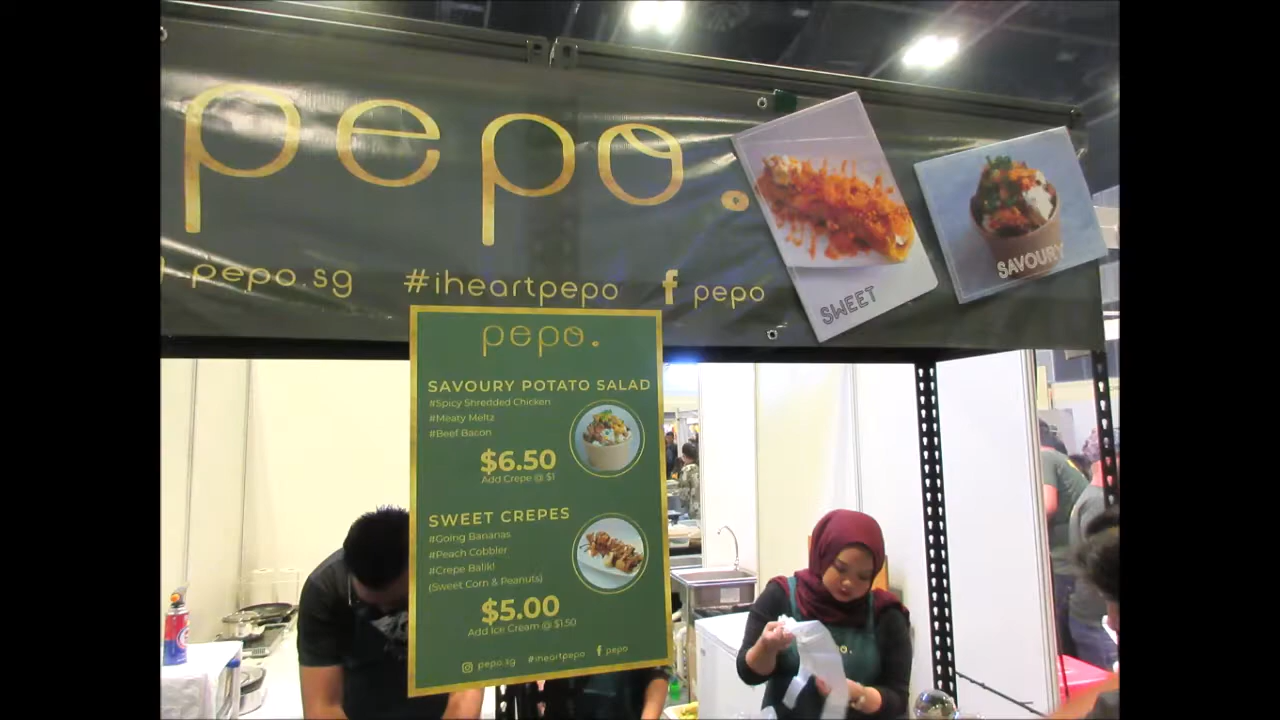 pepo.
pepo.sg #iheartpepo f pepo
SWEET
SAVOURY
pepo.
SAVOURY POTATO SALAD
#Spicy Shredded Chicken
#Meaty Meltz
#Beef Bacon
$6.50
Add Crepe @ $1
SWEET CREPES
#Going Bananas
#Peach Cobbler
#Crepe Balik!
(Sweet Corn & Peanuts)
$5.00
Add Ice Cream @ $1.50
pepo.sg #iheartpepo f pepo